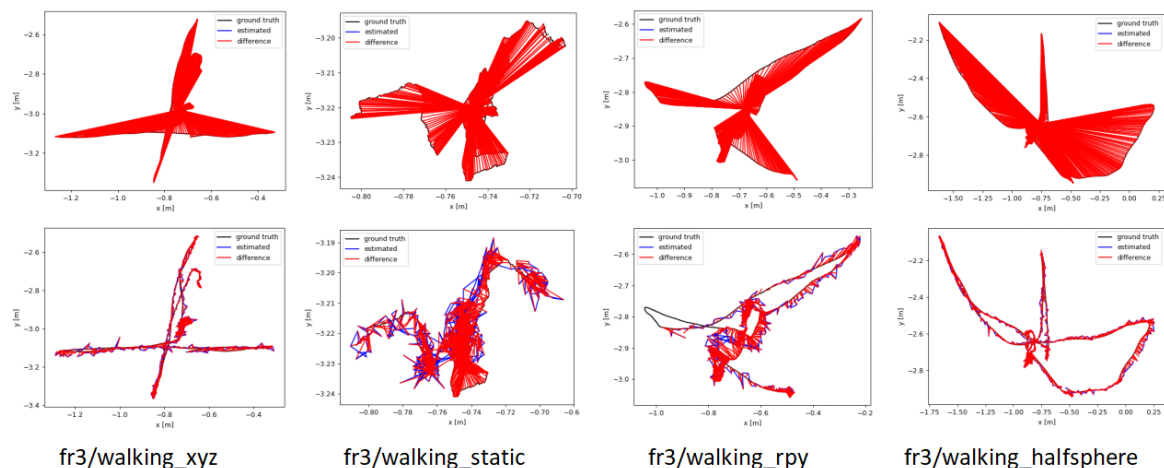 ground truth
estimated
difference
y [m]
−2.6
−2.8
−3.0
−3.2
−1.2
−1.0
−0.8
−0.6
−0.4
x [m]
ground truth
estimated
difference
y [m]
−3.20
−3.21
−3.22
−3.23
−3.24
−0.80
−0.78
−0.76
−0.74
−0.72
−0.70
x [m]
ground truth
estimated
difference
y [m]
−2.6
−2.7
−2.8
−2.9
−3.0
−1.0
−0.9
−0.8
−0.7
−0.6
−0.5
−0.4
−0.3
x [m]
ground truth
estimated
difference
y [m]
−2.2
−2.4
−2.6
−2.8
−1.50
−1.25
−1.00
−0.75
−0.50
−0.25
0.00
0.25
x [m]
ground truth
estimated
difference
y [m]
−2.6
−2.8
−3.0
−3.2
−3.4
−1.2
−1.0
−0.8
−0.6
−0.4
x [m]
ground truth
estimated
difference
y [m]
−3.19
−3.20
−3.21
−3.22
−3.23
−3.24
−0.80
−0.78
−0.76
−0.74
−0.72
−0.70
−0.6
x [m]
ground truth
estimated
difference
y [m]
−2.6
−2.7
−2.8
−2.9
−3.0
−1.0
−0.8
−0.6
−0.4
−0.2
x [m]
ground truth
estimated
difference
y [m]
−2.2
−2.4
−2.6
−2.8
−1.75
−1.50
−1.25
−1.00
−0.75
−0.50
−0.25
0.00
0.25
x [m]
fr3/walking_xyz
fr3/walking_static
fr3/walking_rpy
fr3/walking_halfsphere